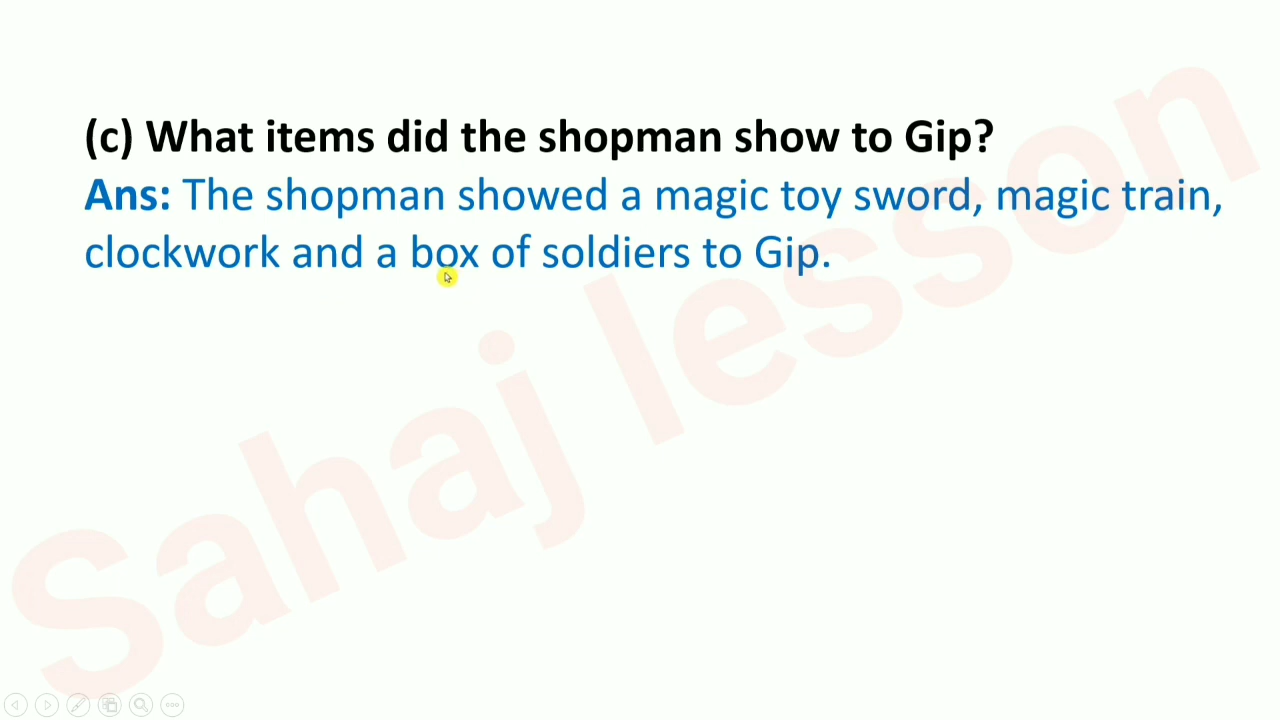 (c) What items did the shopman show to Gip?
Ans: The shopman showed a magic toy sword, magic train,
clockwork and a box of soldiers to Gip.
Sahaj lesson